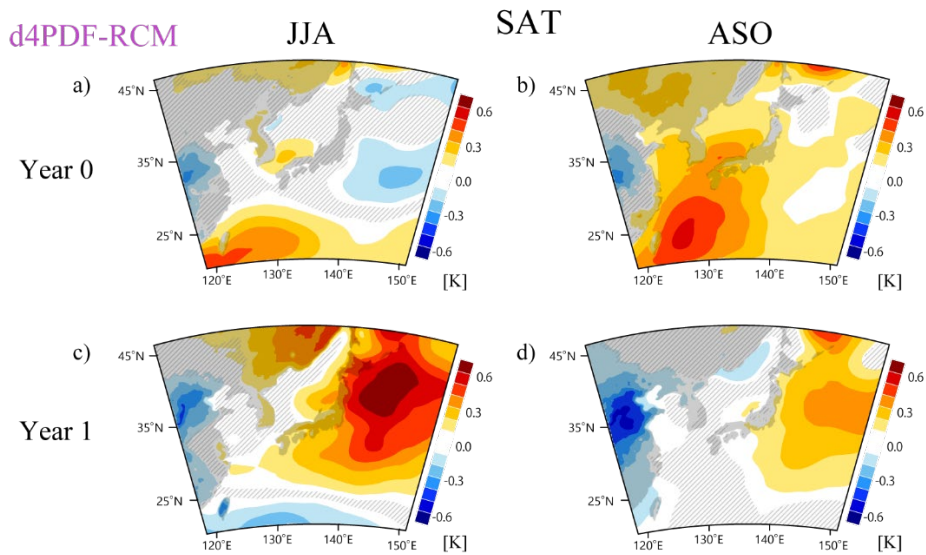 d4PDF-RCM JJA SAT ASO
a) b)
45°N 45°N
0.6 0.6
0.3 0.3
Year 0 35°N 0.0 35°N 0.0
-0.3 -0.3
25°N 25°N
-0.6 -0.6
120°E 130°E 140°E 150°E [K] 120°E 130°E 140°E 150°E [K]
c) d)
45°N 45°N
0.6 0.6
0.3 0.3
Year 1 35°N 0.0 35°N 0.0
-0.3 -0.3
25°N 25°N
-0.6 -0.6
120°E 130°E 140°E 150°E [K] 120°E 130°E 140°E 150°E [K]